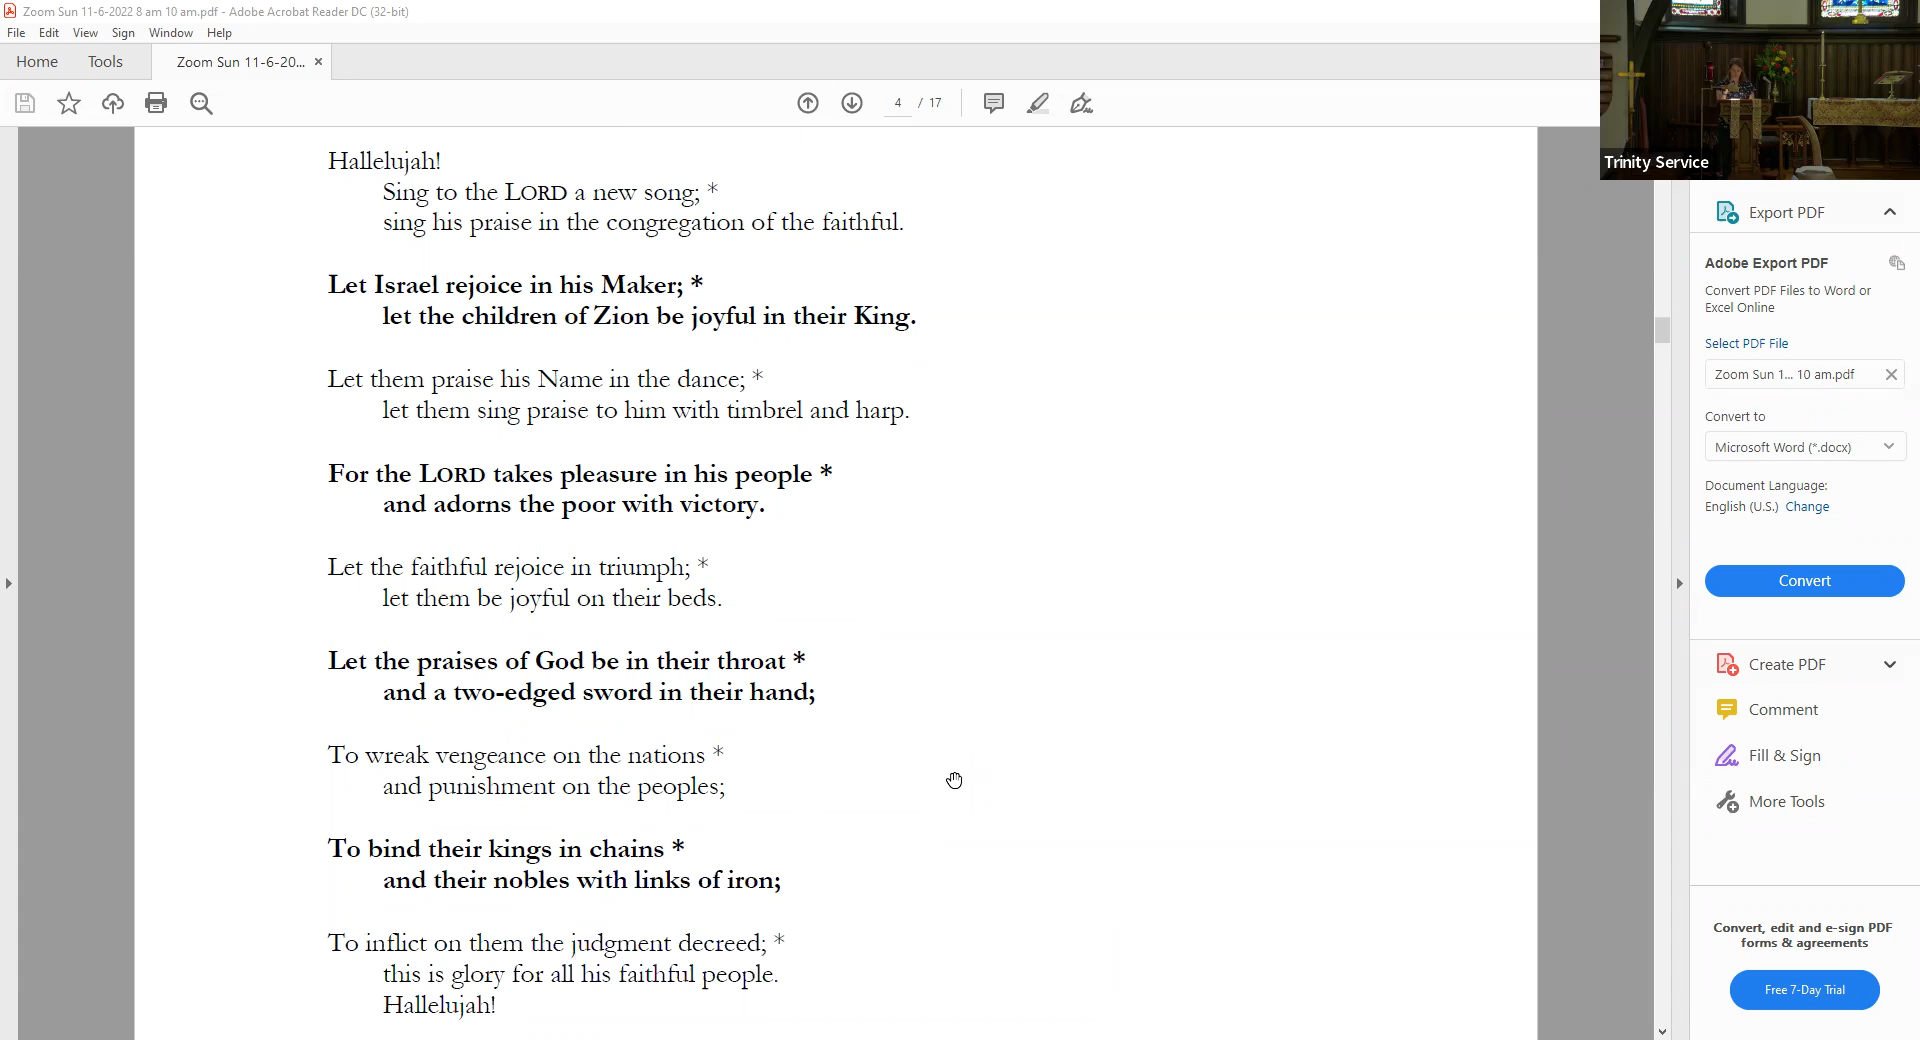 Zoom Sun 11-6-2022 8 am 10 am.pdf - Adobe Acrobat Reader DC (32-bit)
File Edit View Sign Window Help
Home Tools Zoom Sun 11-6-20... ×
4 / 17
Trinity Service
Hallelujah!
Sing to the LORD a new song; *
sing his praise in the congregation of the faithful.
Let Israel rejoice in his Maker; *
let the children of Zion be joyful in their King.
Let them praise his Name in the dance; *
let them sing praise to him with timbrel and harp.
For the LORD takes pleasure in his people *
and adorns the poor with victory.
Let the faithful rejoice in triumph; *
let them be joyful on their beds.
Let the praises of God be in their throat *
and a two-edged sword in their hand;
To wreak vengeance on the nations *
and punishment on the peoples;
To bind their kings in chains *
and their nobles with links of iron;
To inflict on them the judgment decreed; *
this is glory for all his faithful people.
Hallelujah!
Export PDF
Adobe Export PDF
Convert PDF Files to Word or
Excel Online
Select PDF File
Zoom Sun 1... 10 am.pdf
Convert to
Microsoft Word (*.docx)
Document Language:
English (U.S.) Change
Convert
Create PDF
Comment
Fill & Sign
More Tools
Convert, edit and e-sign PDF
forms & agreements
Free 7-Day Trial